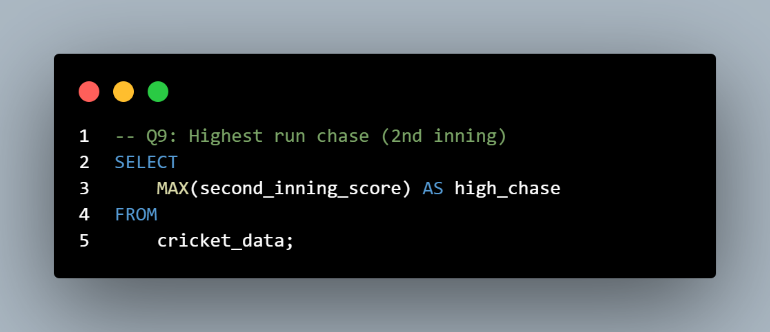 1 -- Q9: Highest run chase (2nd inning)
2 SELECT
3     MAX(second_inning_score) AS high_chase
4 FROM
5     cricket_data;